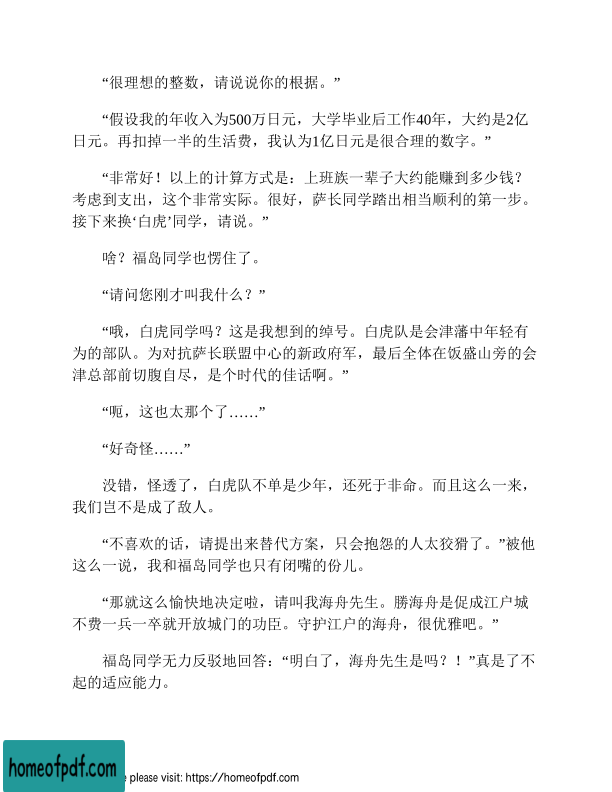 “很理想的整数，请说说你的根据。”
“假设我的年收入为500万日元，大学毕业后工作40年，大约是2亿
日元。再扣掉一半的生活费，我认为1亿日元是很合理的数字。”
“非常好！以上的计算方式是：上班族一辈子大约能赚到多少钱？
考虑到支出，这个非常实际。很好，萨长同学踏出相当顺利的第一步。
接下来换‘白虎’同学，请说。”
啥？福岛同学也愣住了。
“请问您刚才叫我什么？”
“哦，白虎同学吗？这是我想到的绰号。白虎队是会津藩中年轻有
为的部队。为对抗萨长联盟中心的新政府军，最后全体在饭盛山旁的会
津总部前切腹自尽，是个时代的佳话啊。”
“呃，这也太那个了……”
“好奇怪……”
没错，怪透了，白虎队不单是少年，还死于非命。而且这么一来，
我们岂不是成了敌人。
“不喜欢的话，请提出来替代方案，只会抱怨的人太狡猾了。”被他
这么一说，我和福岛同学也只有闭嘴的份儿。
“那就这么愉快地决定啦，请叫我海舟先生。勝海舟是促成江户城
不费一兵一卒就开放城门的功臣。守护江户的海舟，很优雅吧。”
福岛同学无力反驳地回答：“明白了，海舟先生是吗？！”真是了不
起的适应能力。
homeofpdf.com
e please visit: https://homeofpdf.com